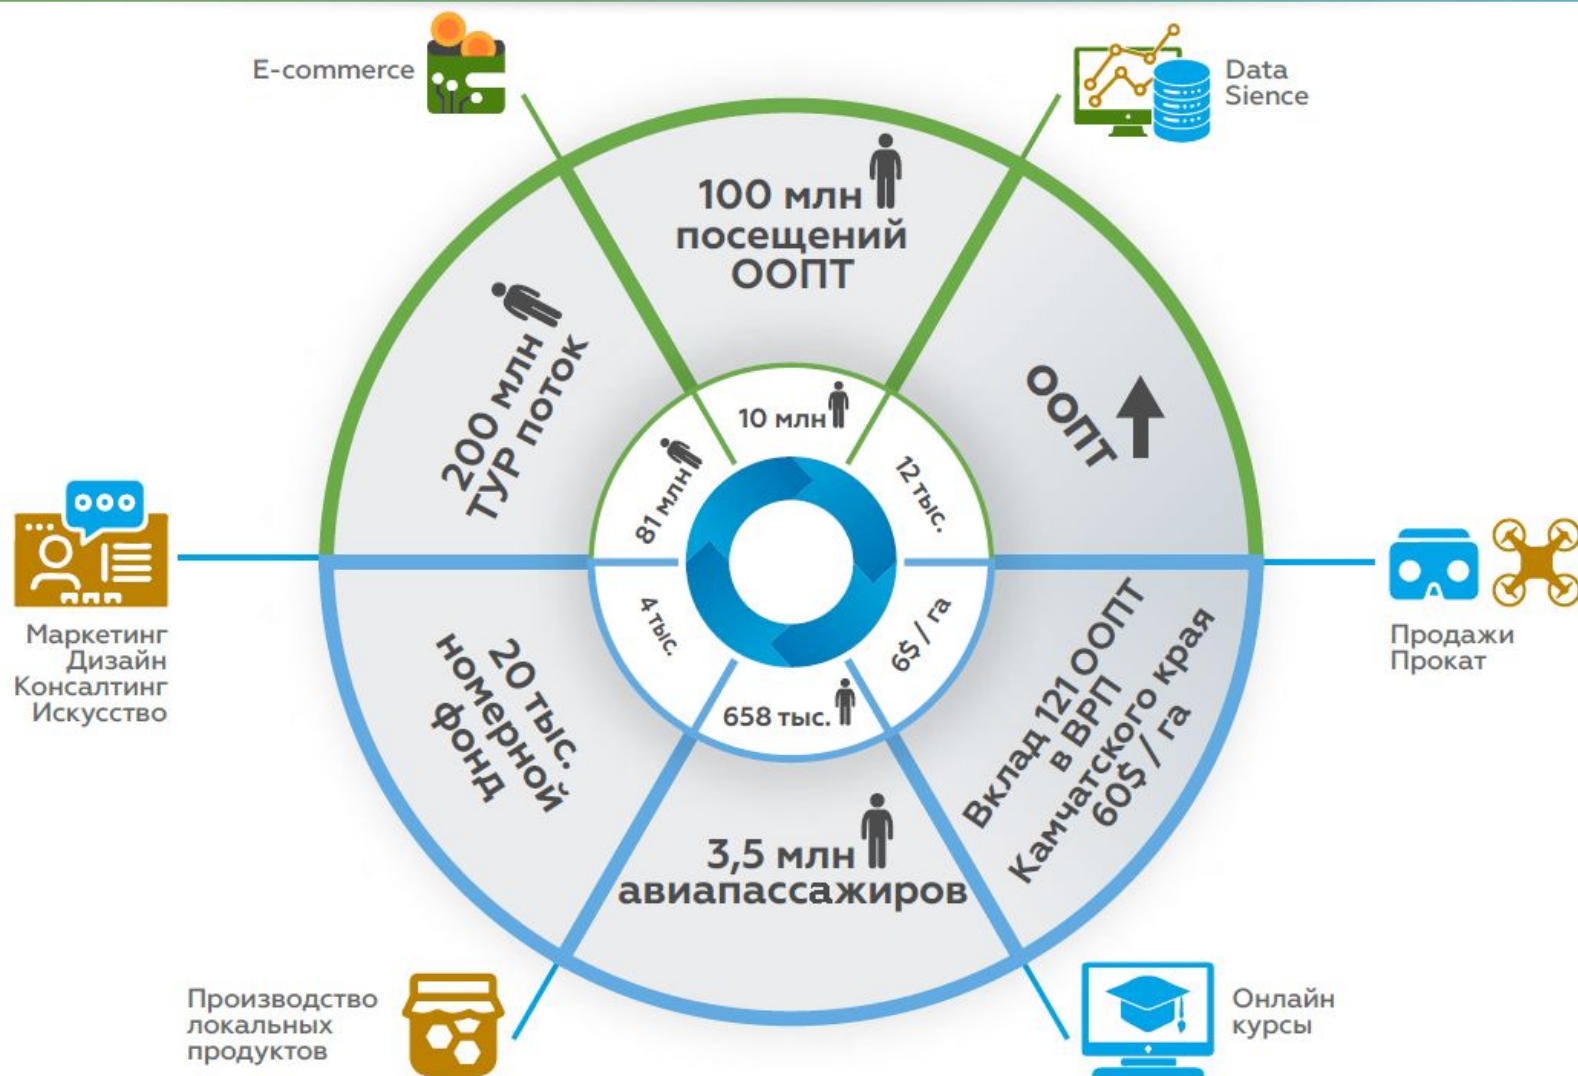 E-commerce
Data
Sience
100 млн
посещений
ООПТ
200 млн
ТУР поток
ООПТ
10 млн
81 млн
12 тыс.
4 тыс.
6$ / га
658 тыс.
20 тыс.
номерной
фонд
3,5 млн
авиапассажиров
Вклад 121 ООПТ
в ВРП
Камчатского края
60$ / га
Маркетинг
Дизайн
Консалтинг
Искусство
Продажи
Прокат
Производство
локальных
продуктов
Онлайн
курсы